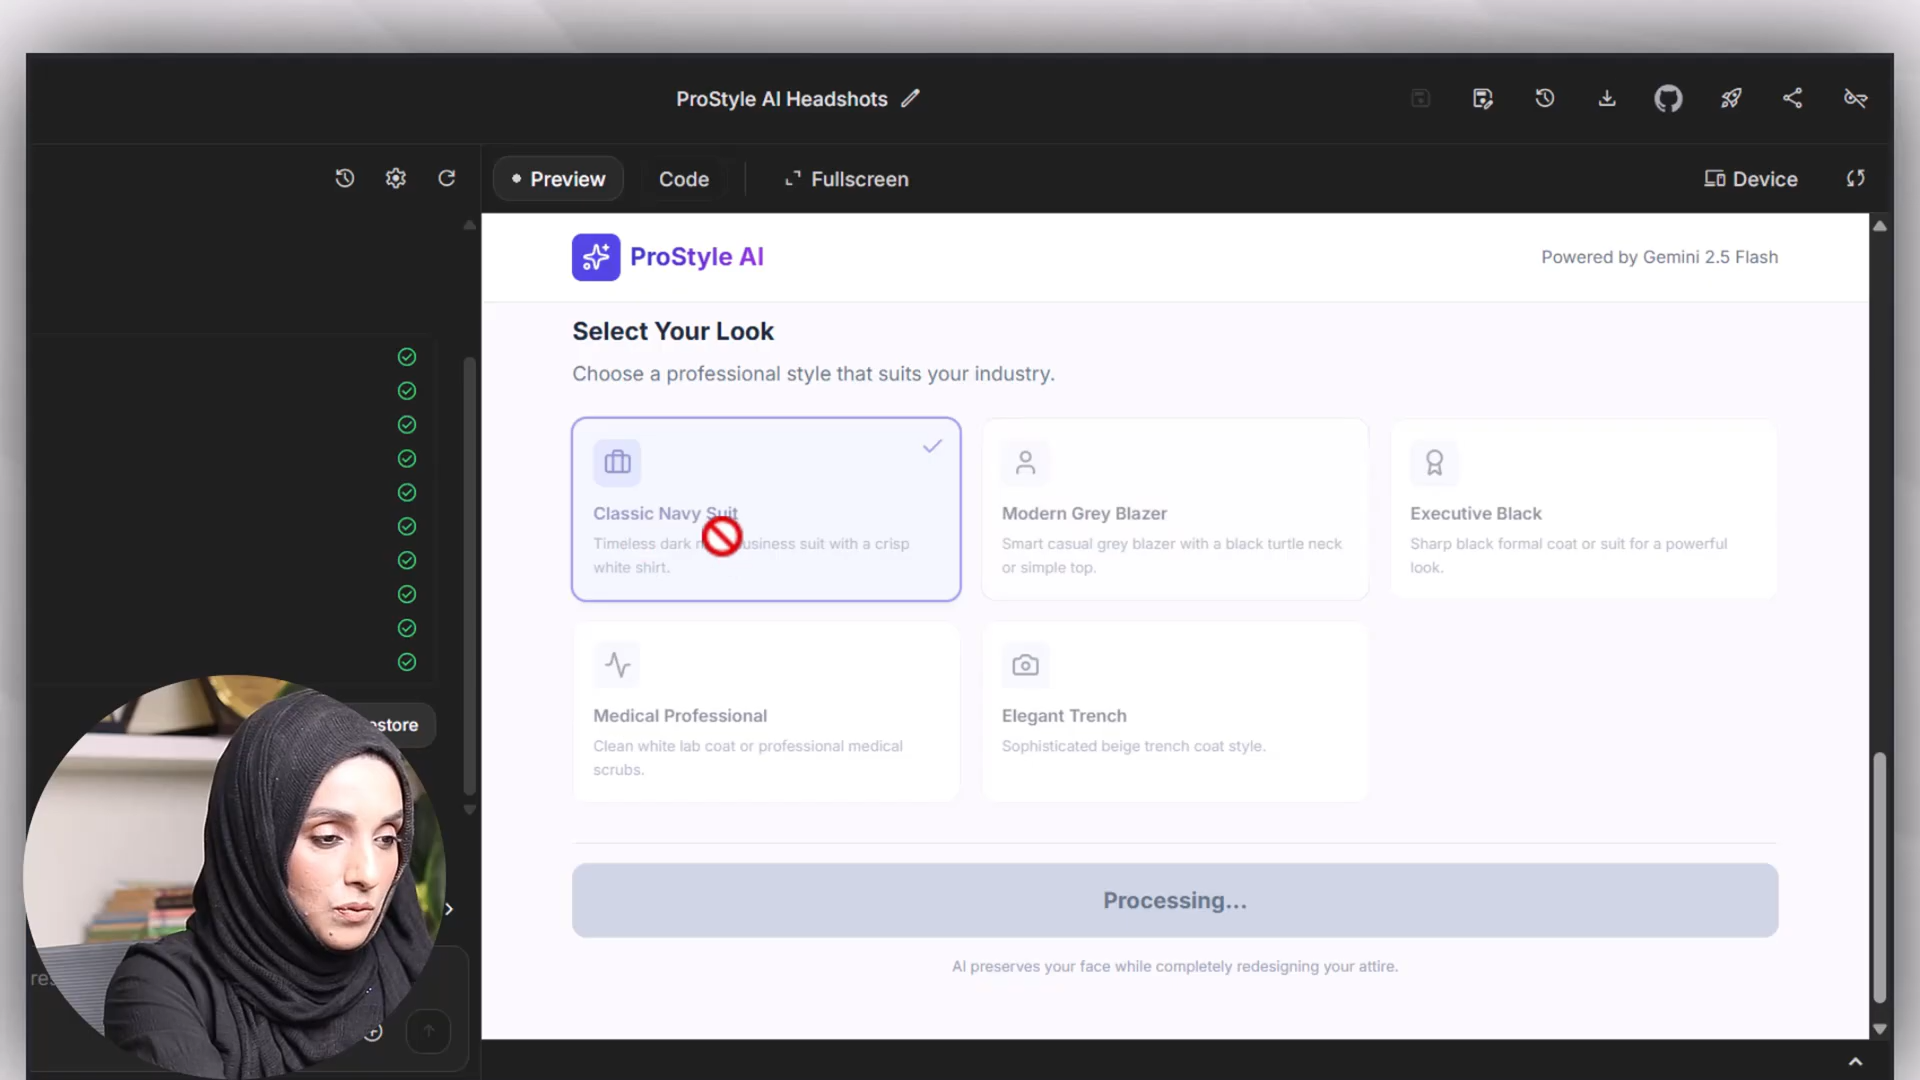 ProStyle AI Headshots
Preview
Code
Fullscreen
Device
ProStyle AI
Powered by Gemini 2.5 Flash
Select Your Look
Choose a professional style that suits your industry.
Classic Navy Suit
Timeless dark business suit with a crisp
white shirt.
Modern Grey Blazer
Smart casual grey blazer with a black turtle neck
or simple top.
Executive Black
Sharp black formal coat or suit for a powerful
look.
Medical Professional
Clean white lab coat or professional medical
scrubs.
Elegant Trench
Sophisticated beige trench coat style.
Processing...
AI preserves your face while completely redesigning your attire.